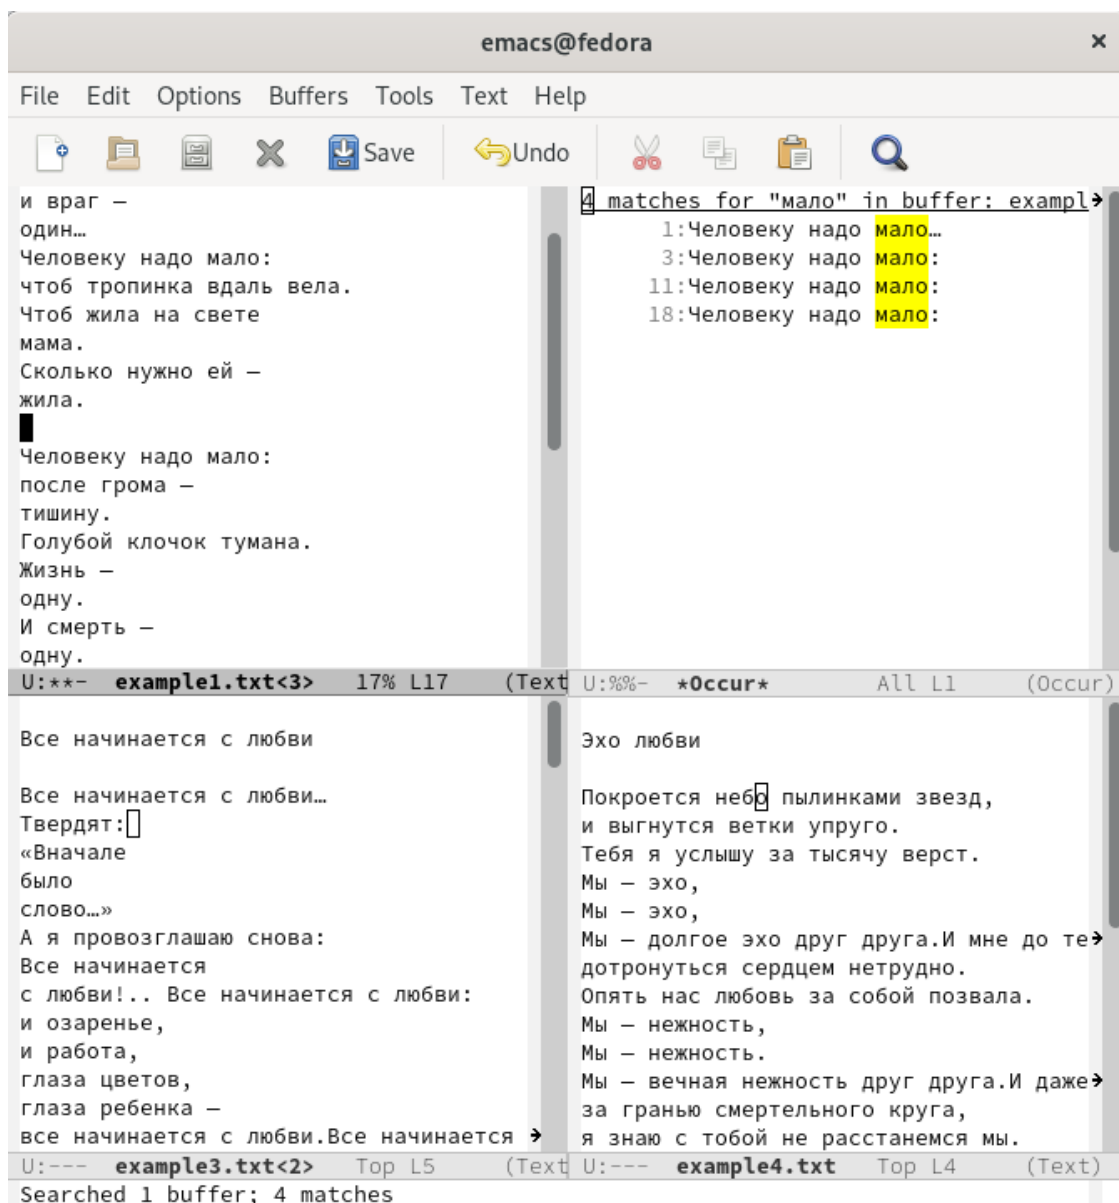 emacs@fedora ×
File Edit Options Buffers Tools Text Help
Save Undo
и враг —
один…
Человеку надо мало:
чтоб тропинка вдаль вела.
Чтоб жила на свете
мама.
Сколько нужно ей —
жила.
Человеку надо мало:
после грома —
тишину.
Голубой клочок тумана.
Жизнь —
одну.
И смерть —
одну.
U:**- example1.txt<3> 17% L17 (Text
4 matches for "мало" in buffer: exampl
1:Человеку надо мало…
3:Человеку надо мало:
11:Человеку надо мало:
18:Человеку надо мало:
U:%%- *Occur* All L1 (Occur)
Все начинается с любви
Все начинается с любви…
Твердят:
«Вначале
было
слово…»
А я провозглашаю снова:
Все начинается
с любви!.. Все начинается с любви:
и озаренье,
и работа,
глаза цветов,
глаза ребенка —
все начинается с любви.Все начинается
U:--- example3.txt<2> Top L5 (Text
Эхо любви
Покроется небо пылинками звезд,
и выгнутся ветки упруго.
Тебя я услышу за тысячу верст.
Мы — эхо,
Мы — эхо,
Мы — долгое эхо друг друга.И мне до те
дотронуться сердцем нетрудно.
Опять нас любовь за собой позвала.
Мы — нежность,
Мы — нежность.
Мы — вечная нежность друг друга.И даже
за гранью смертельного круга,
я знаю с тобой не расстанемся мы.
U:--- example4.txt Top L4 (Text)
Searched 1 buffer; 4 matches